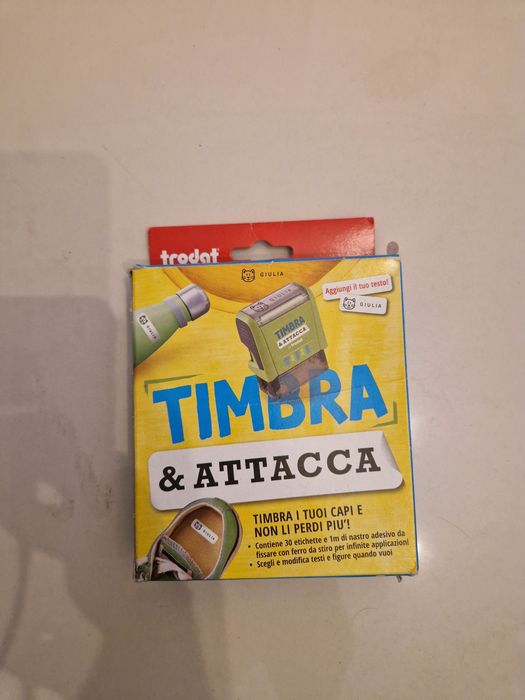 trodat
GIULIA
Aggiungi il tuo testo!
GIULIA
GIULIA
TIMBRA
& ATTACCA
TIMBRA
& ATTACCA
GIULIA
TIMBRA I TUOI CAPI E
NON LI PERDI PIU'!
• Contiene 30 etichette e 1m di nastro adesivo da
fissare con ferro da stiro per infinite applicazioni
• Scegli e modifica testi e figure quando vuoi